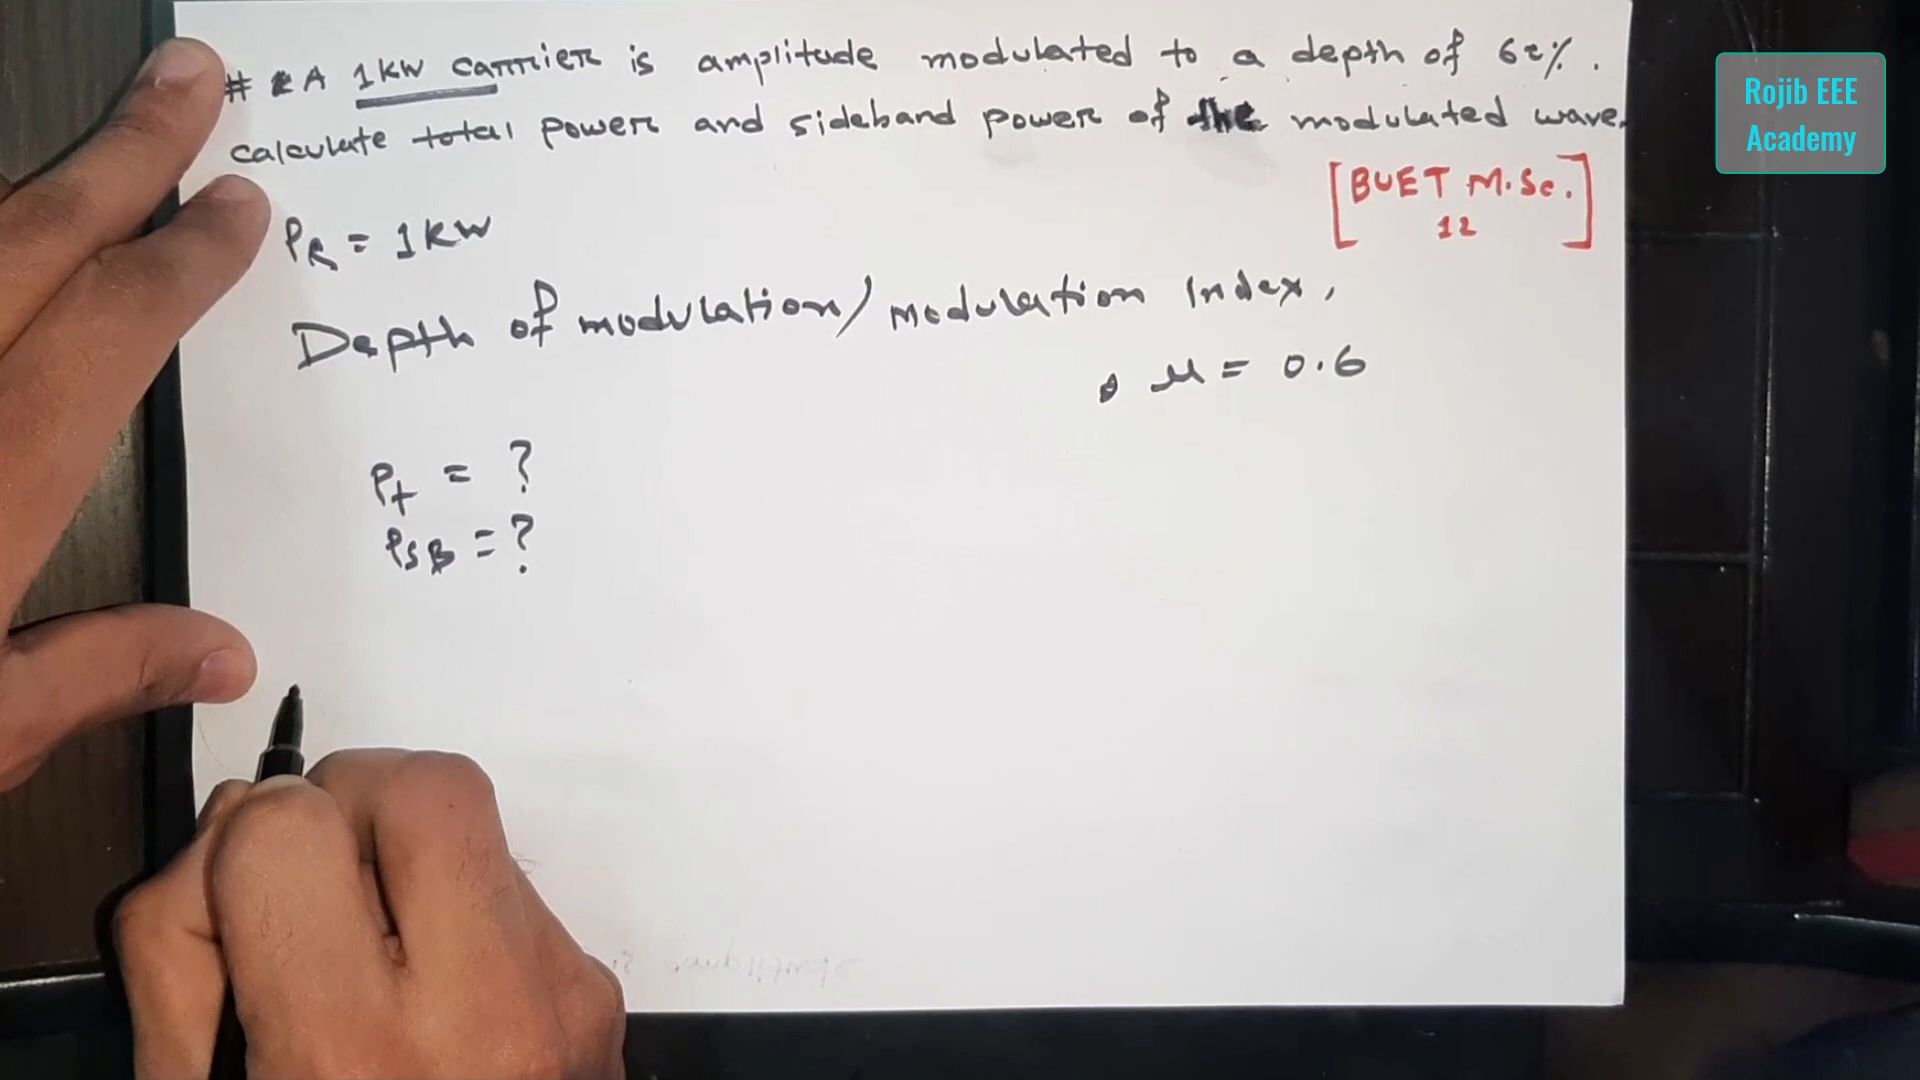 # A 1KW carrier is amplitude modulated to a depth of 60%.
calculate total power and sideband power of the modulated wave.
[BUET M.Sc.
12]
PR = 1KW
Depth of modulation/modulation Index,
μ = 0.6
Pt = ?
PSB = ?
Rojib EEE
Academy